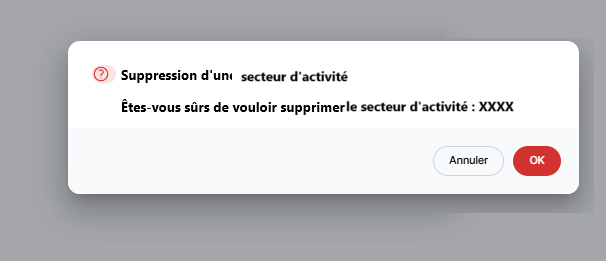 Suppression d'une secteur d'activité
Êtes-vous sûrs de vouloir supprimer le secteur d'activité : XXXX
Annuler
OK